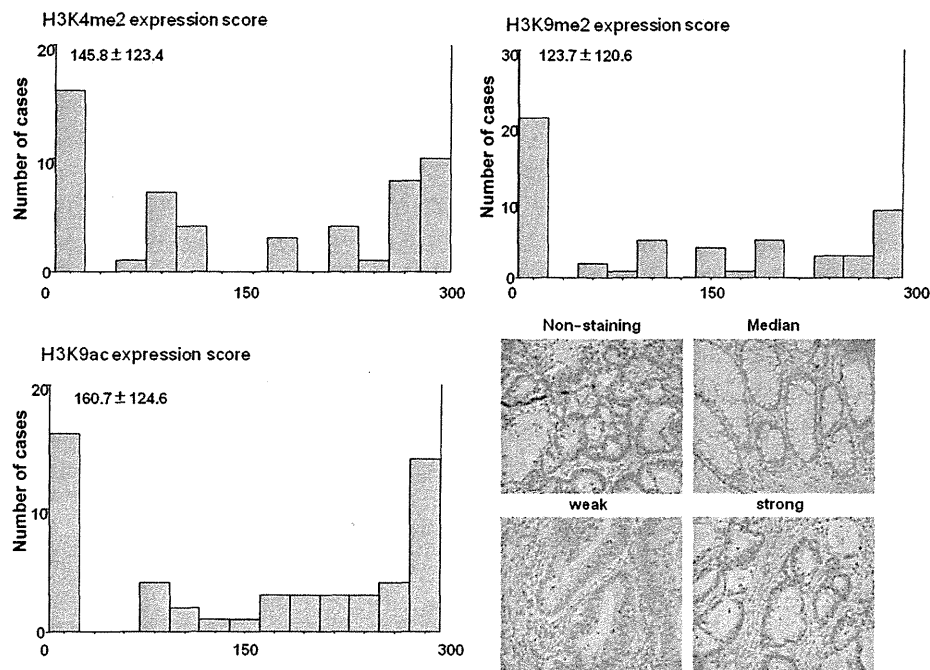 H3K4me2 expression score
145.8 ± 123.4
Number of cases
20
10
0
0 150 300
H3K9me2 expression score
123.7 ± 120.6
Number of cases
30
20
10
0
0 150 300
H3K9ac expression score
160.7 ± 124.6
Number of cases
20
10
0
0 150 300
Non-staining
Median
weak
strong